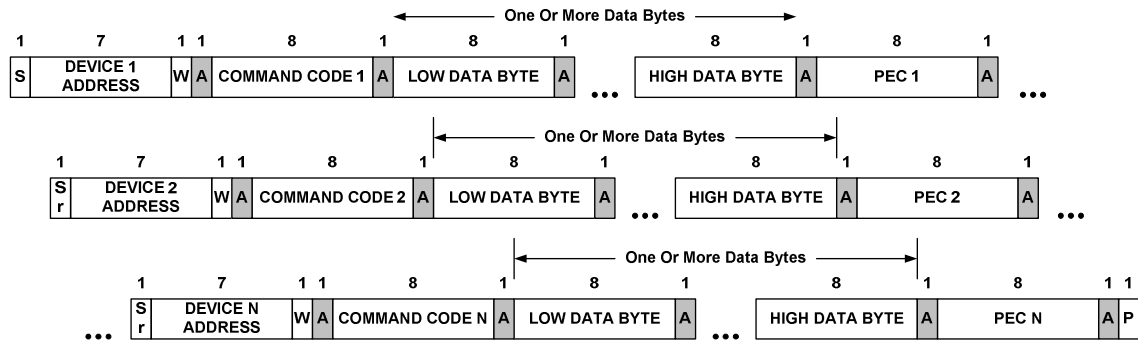 One Or More Data Bytes
1 7 1 1 8 1 8 1 8 1 8 1
S DEVICE 1 ADDRESS W A COMMAND CODE 1 A LOW DATA BYTE A ••• HIGH DATA BYTE A PEC 1 A •••
One Or More Data Bytes
1 7 1 1 8 1 8 1 8 1 8 1
Sr DEVICE 2 ADDRESS W A COMMAND CODE 2 A LOW DATA BYTE A ••• HIGH DATA BYTE A PEC 2 A •••
One Or More Data Bytes
1 7 1 1 8 1 8 1 8 1 8 1 1
••• Sr DEVICE N ADDRESS W A COMMAND CODE N A LOW DATA BYTE A ••• HIGH DATA BYTE A PEC N A P